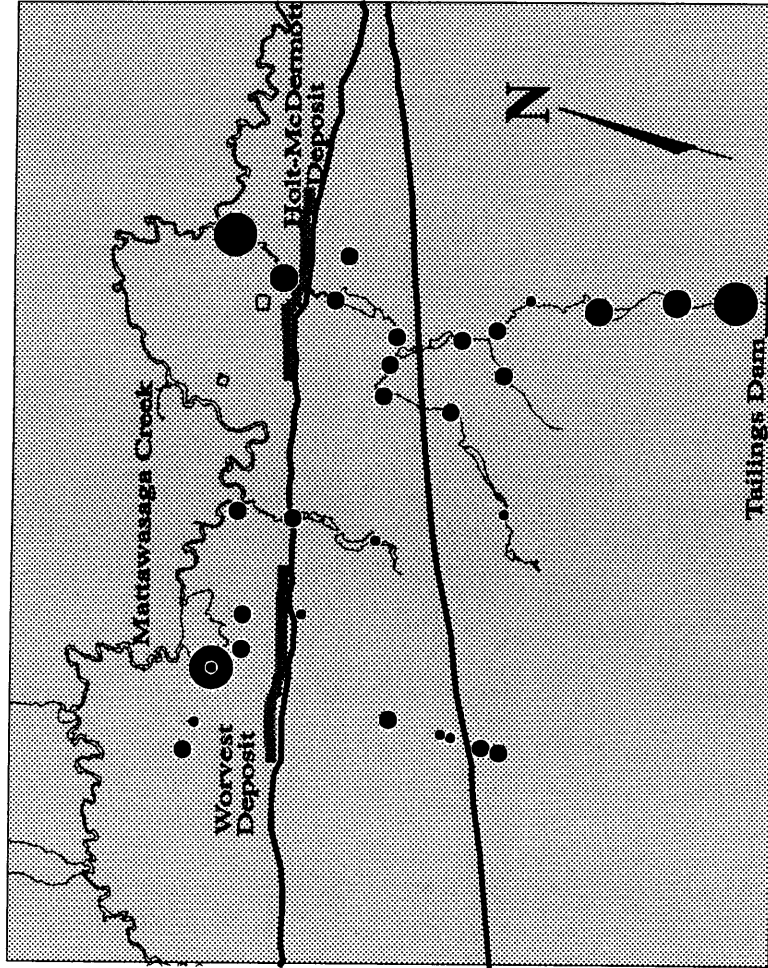 Holt-McDermott
Deposit
N
Mattawasaga Creek
Worvest
Deposit
Tailings Dam